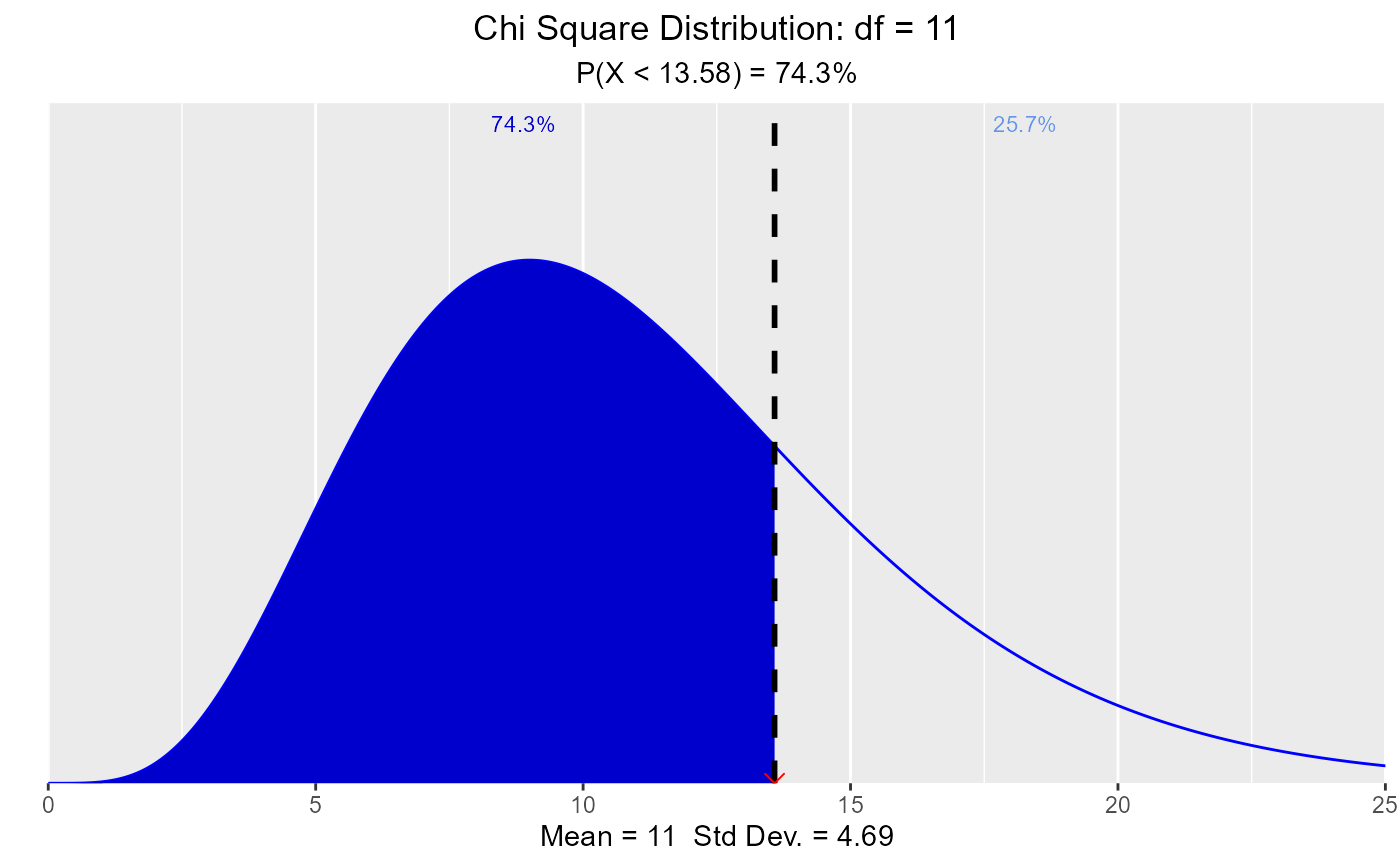 Chi Square Distribution: df = 11
P(X < 13.58) = 74.3%
74.3% 25.7%
0 5 10 15 20 25
Mean = 11  Std Dev. = 4.69